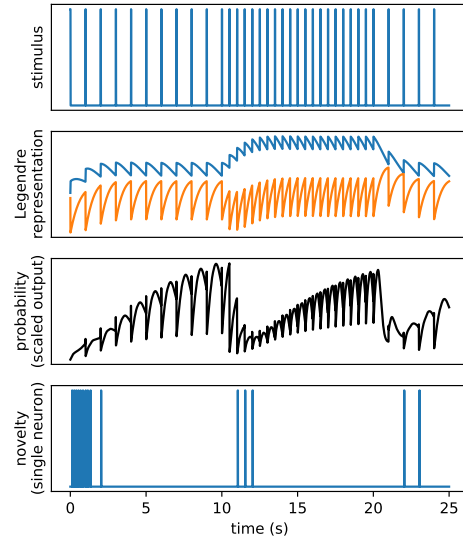 stimulus
Legendre
representation
probability
(scaled output)
novelty
(single neuron)
0 5 10 15 20 25
time (s)